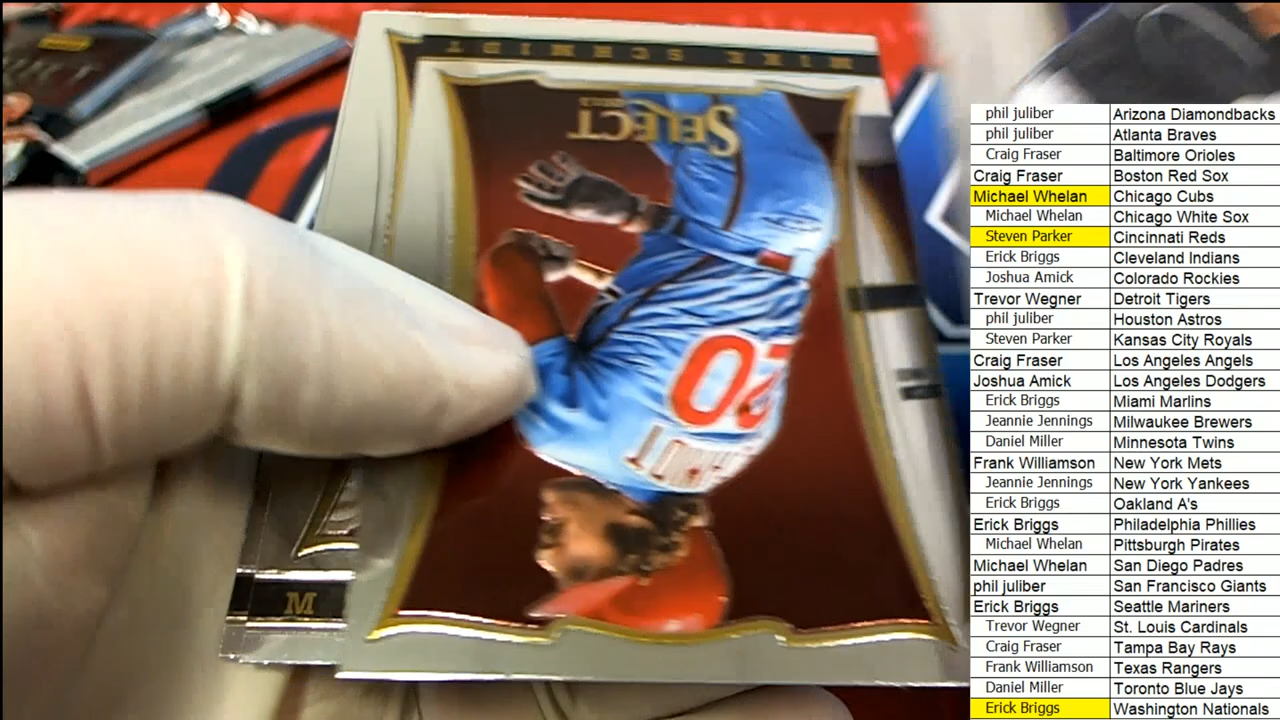 MIKE SCHMIDT
SELECT
2013
20
M
phil juliber Arizona Diamondbacks
phil juliber Atlanta Braves
Craig Fraser Baltimore Orioles
Craig Fraser Boston Red Sox
Michael Whelan Chicago Cubs
Michael Whelan Chicago White Sox
Steven Parker Cincinnati Reds
Erick Briggs Cleveland Indians
Joshua Amick Colorado Rockies
Trevor Wegner Detroit Tigers
phil juliber Houston Astros
Steven Parker Kansas City Royals
Craig Fraser Los Angeles Angels
Joshua Amick Los Angeles Dodgers
Erick Briggs Miami Marlins
Jeannie Jennings Milwaukee Brewers
Daniel Miller Minnesota Twins
Frank Williamson New York Mets
Jeannie Jennings New York Yankees
Erick Briggs Oakland A's
Erick Briggs Philadelphia Phillies
Michael Whelan Pittsburgh Pirates
Michael Whelan San Diego Padres
phil juliber San Francisco Giants
Erick Briggs Seattle Mariners
Trevor Wegner St. Louis Cardinals
Craig Fraser Tampa Bay Rays
Frank Williamson Texas Rangers
Daniel Miller Toronto Blue Jays
Erick Briggs Washington Nationals